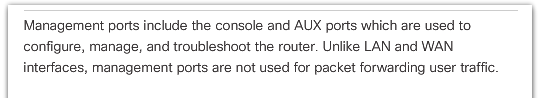 Management ports include the console and AUX ports which are used to
configure, manage, and troubleshoot the router. Unlike LAN and WAN
interfaces, management ports are not used for packet forwarding user traffic.